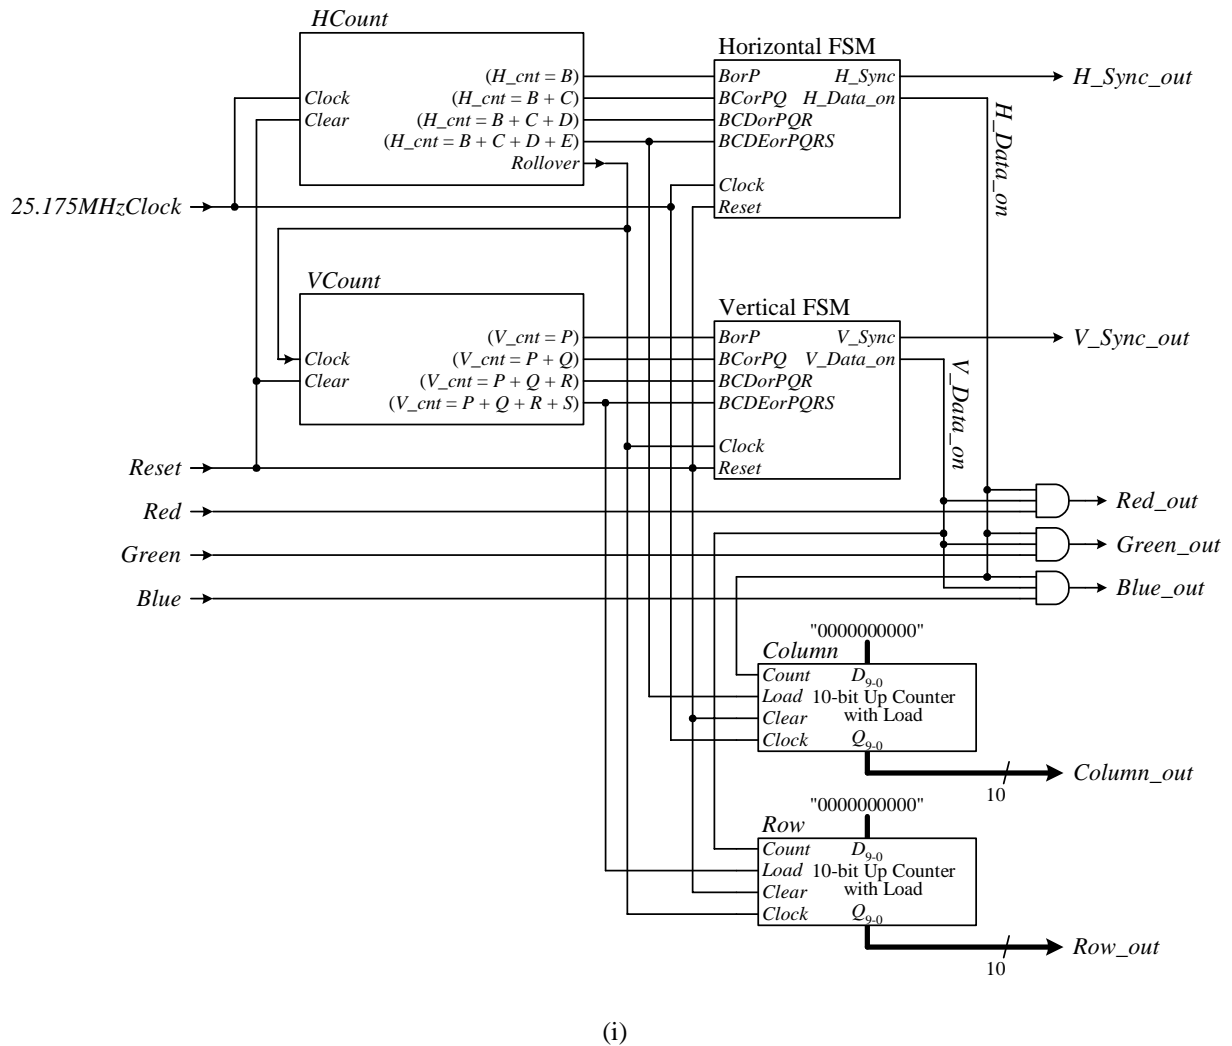 HCount
Horizontal FSM
(H_cnt = B)
BorP
H_Sync
H_Sync_out
Clock
(H_cnt = B + C)
BCorPQ
H_Data_on
Clear
(H_cnt = B + C + D)
BCDorPQR
(H_cnt = B + C + D + E)
BCDEorPQRS
Rollover
Clock
Reset
H_Data_on
25.175MHzClock
VCount
Vertical FSM
(V_cnt = P)
BorP
V_Sync
V_Sync_out
Clock
(V_cnt = P + Q)
BCorPQ
V_Data_on
Clear
(V_cnt = P + Q + R)
BCDorPQR
(V_cnt = P + Q + R + S)
BCDEorPQRS
Clock
Reset
V_Data_on
Reset
Red
Red_out
Green
Green_out
Blue
Blue_out
"0000000000"
Column
Count
D9-0
Load
10-bit Up Counter
with Load
Clear
Clock
Q9-0
10
Column_out
"0000000000"
Row
Count
D9-0
Load
10-bit Up Counter
with Load
Clear
Clock
Q9-0
10
Row_out
(i)